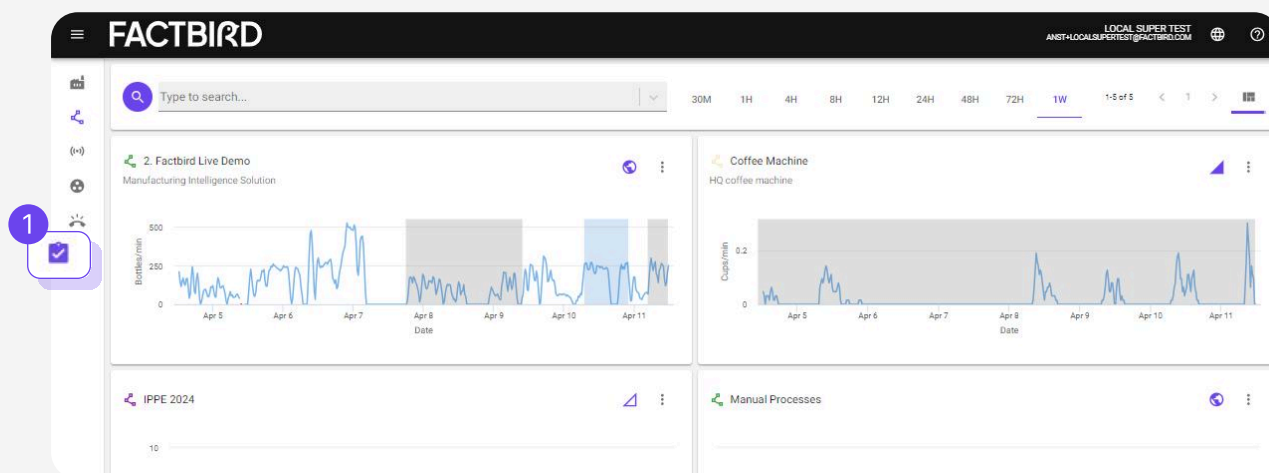 FACTBIRD
LOCAL SUPER TEST
ANST+LOCALSUPERTEST@FACTBIRD.COM
Type to search...
30M 1H 4H 8H 12H 24H 48H 72H 1W
1-5 of 5
1
2. Factbird Live Demo
Manufacturing Intelligence Solution
Bottles/min
500
250
0
Apr 5 Apr 6 Apr 7 Apr 8 Apr 9 Apr 10 Apr 11
Date
Coffee Machine
HQ coffee machine
Cups/min
0.2
0
Apr 5 Apr 6 Apr 7 Apr 8 Apr 9 Apr 10 Apr 11
Date
1
IPPE 2024
10
Manual Processes